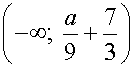 (-∞; a/9 + 7/3)